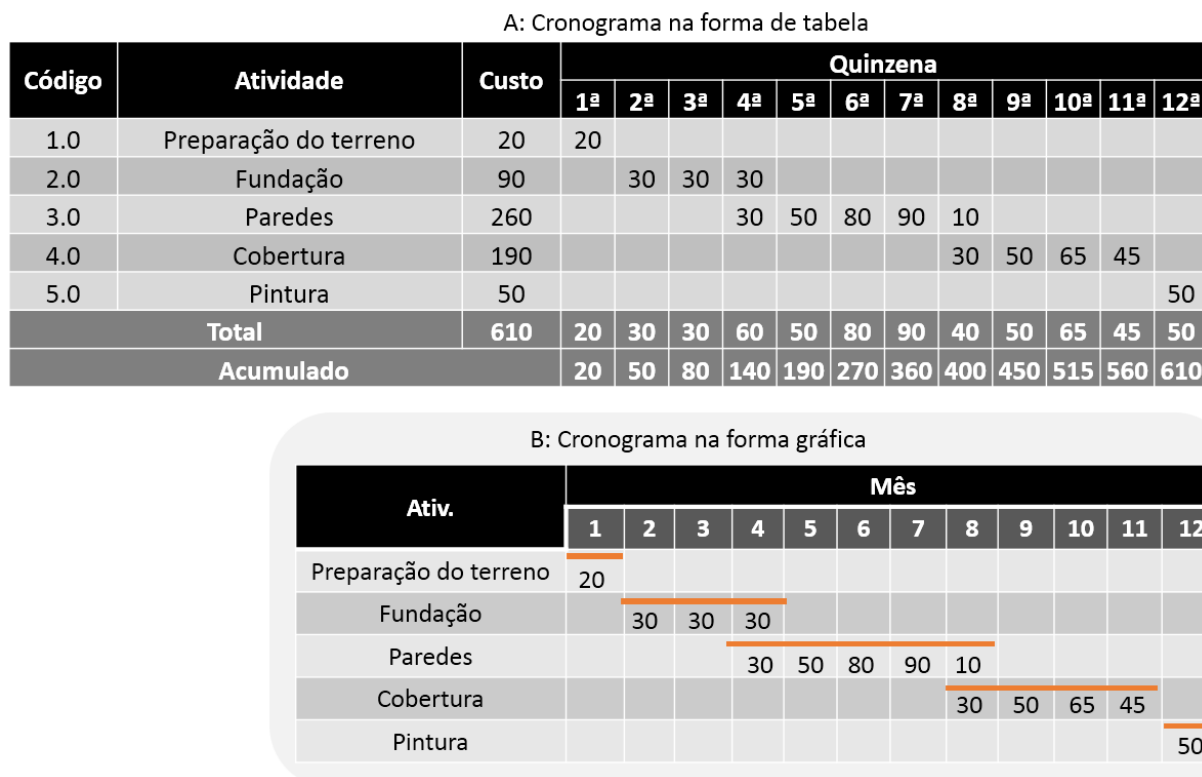 A: Cronograma na forma de tabela
Código Atividade Custo Quinzena
1ª 2ª 3ª 4ª 5ª 6ª 7ª 8ª 9ª 10ª 11ª 12ª
1.0 Preparação do terreno 20 20
2.0 Fundação 90 30 30 30
3.0 Paredes 260 30 50 80 90 10
4.0 Cobertura 190 30 50 65 45
5.0 Pintura 50 50
Total 610 20 30 30 60 50 80 90 40 50 65 45 50
Acumulado 20 50 80 140 190 270 360 400 450 515 560 610
B: Cronograma na forma gráfica
Ativ. Mês
1 2 3 4 5 6 7 8 9 10 11 12
Preparação do terreno 20
Fundação 30 30 30
Paredes 30 50 80 90 10
Cobertura 30 50 65 45
Pintura 50